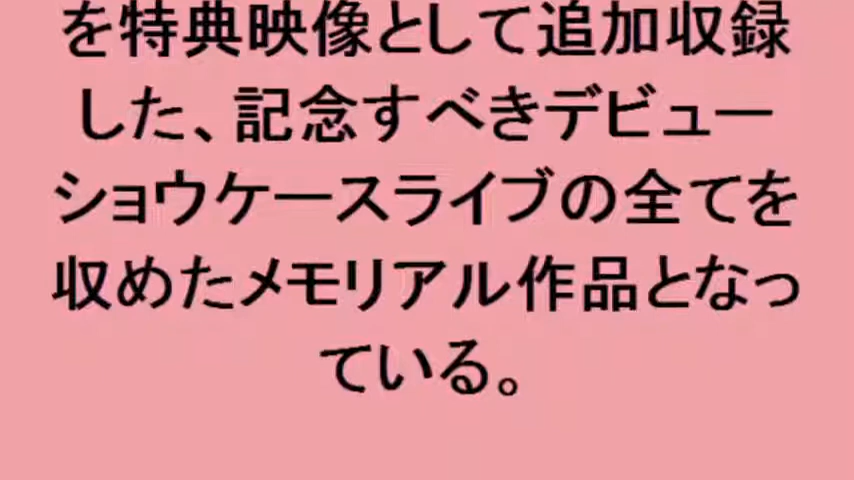 を特典映像として追加収録
した、記念すべきデビュー
ショウケースライブの全てを
収めたメモリアル作品となっ
ている。